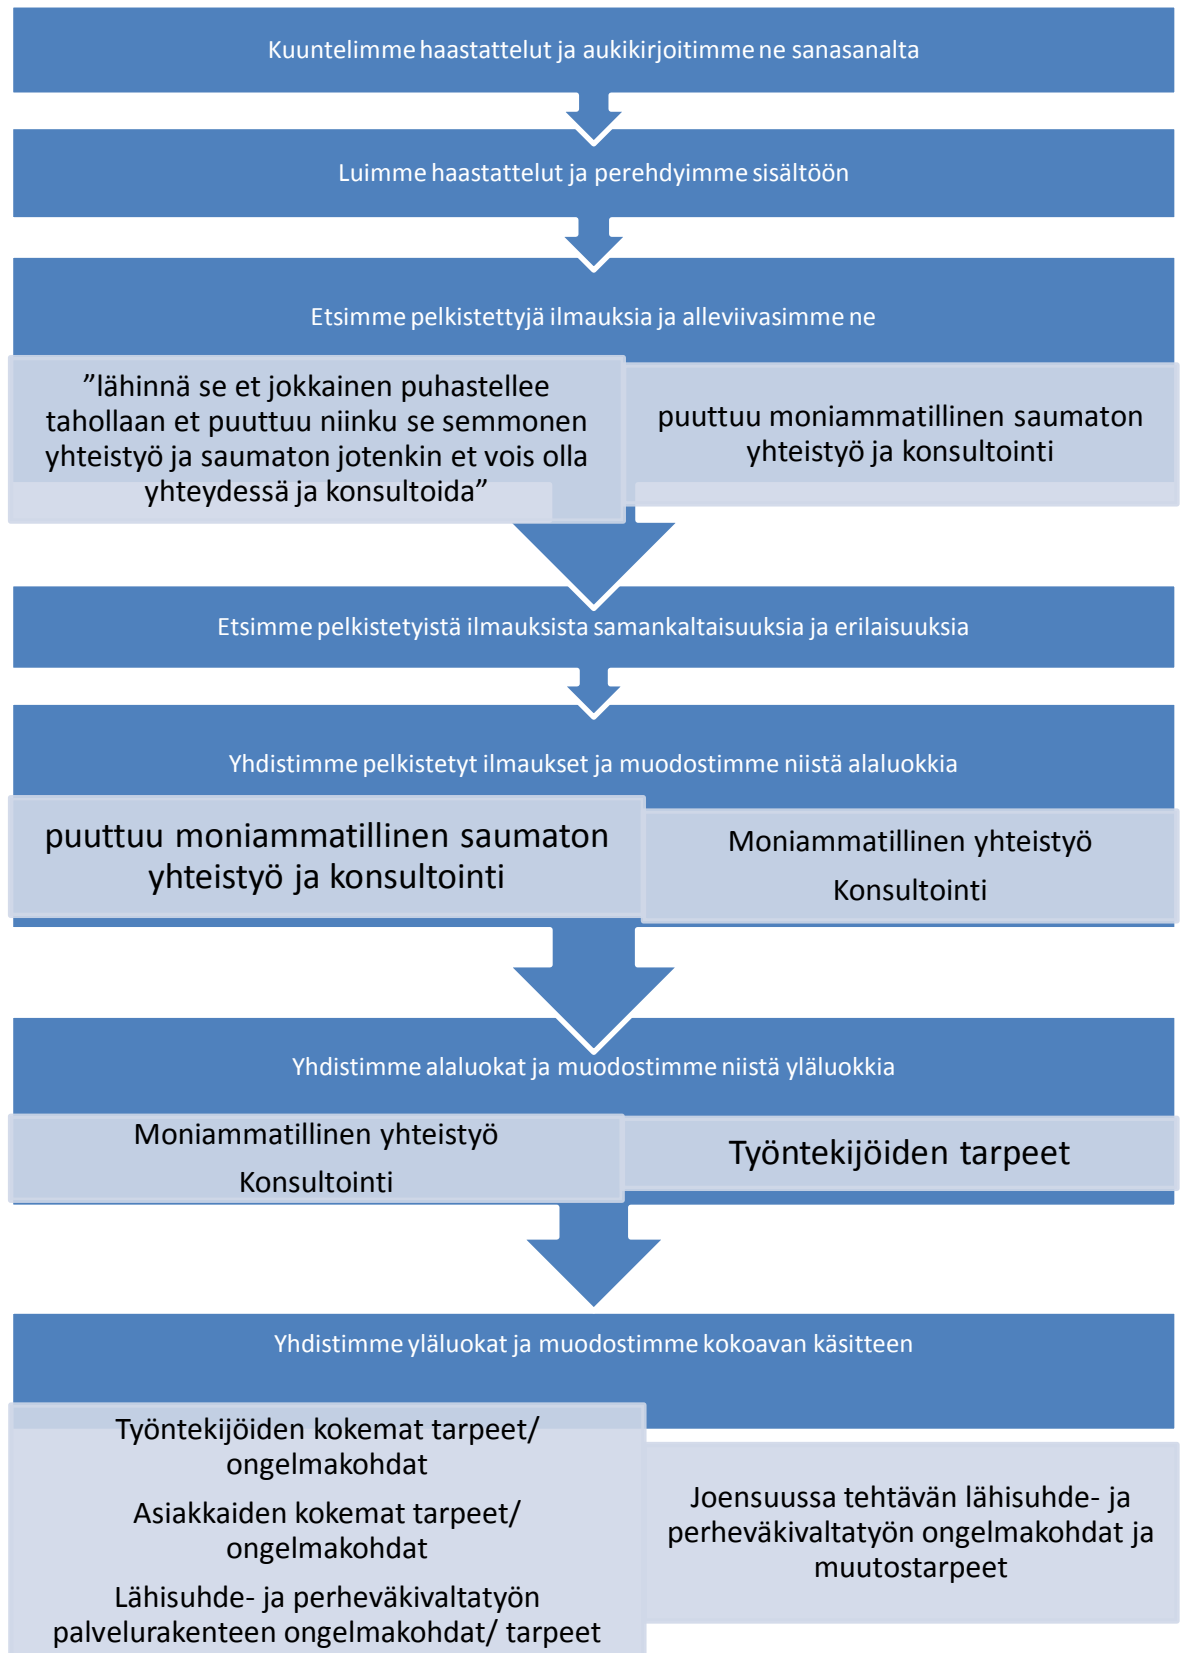 Kuuntelimme haastattelut ja aukikirjoitimme ne sanasanalta
Luimme haastattelut ja perehdyimme sisältöön
Etsimme pelkistettyjä ilmauksia ja alleviivasimme ne
”lähinnä se et jokkainen puhastellee
tahollaan et puuttuu niinku se semmonen
yhteistyö ja saumaton jotenkin et vois olla
yhteydessä ja konsultoida”
puuttuu moniammatillinen saumaton
yhteistyö ja konsultointi
Etsimme pelkistetyistä ilmauksista samankaltaisuuksia ja erilaisuuksia
Yhdistimme pelkistetyt ilmaukset ja muodostimme niistä alaluokkia
puuttuu moniammatillinen saumaton
yhteistyö ja konsultointi
Moniammatillinen yhteistyö
Konsultointi
Yhdistimme alaluokat ja muodostimme niistä yläluokkia
Moniammatillinen yhteistyö
Konsultointi
Työntekijöiden tarpeet
Yhdistimme yläluokat ja muodostimme kokoavan käsitteen
Työntekijöiden kokemat tarpeet/
ongelmakohdat
Asiakkaiden kokemat tarpeet/
ongelmakohdat
Lähisuhde- ja perheväkivaltatyön
palvelurakenteen ongelmakohdat/ tarpeet
Joensuussa tehtävän lähisuhde- ja
perheväkivaltatyön ongelmakohdat ja
muutostarpeet